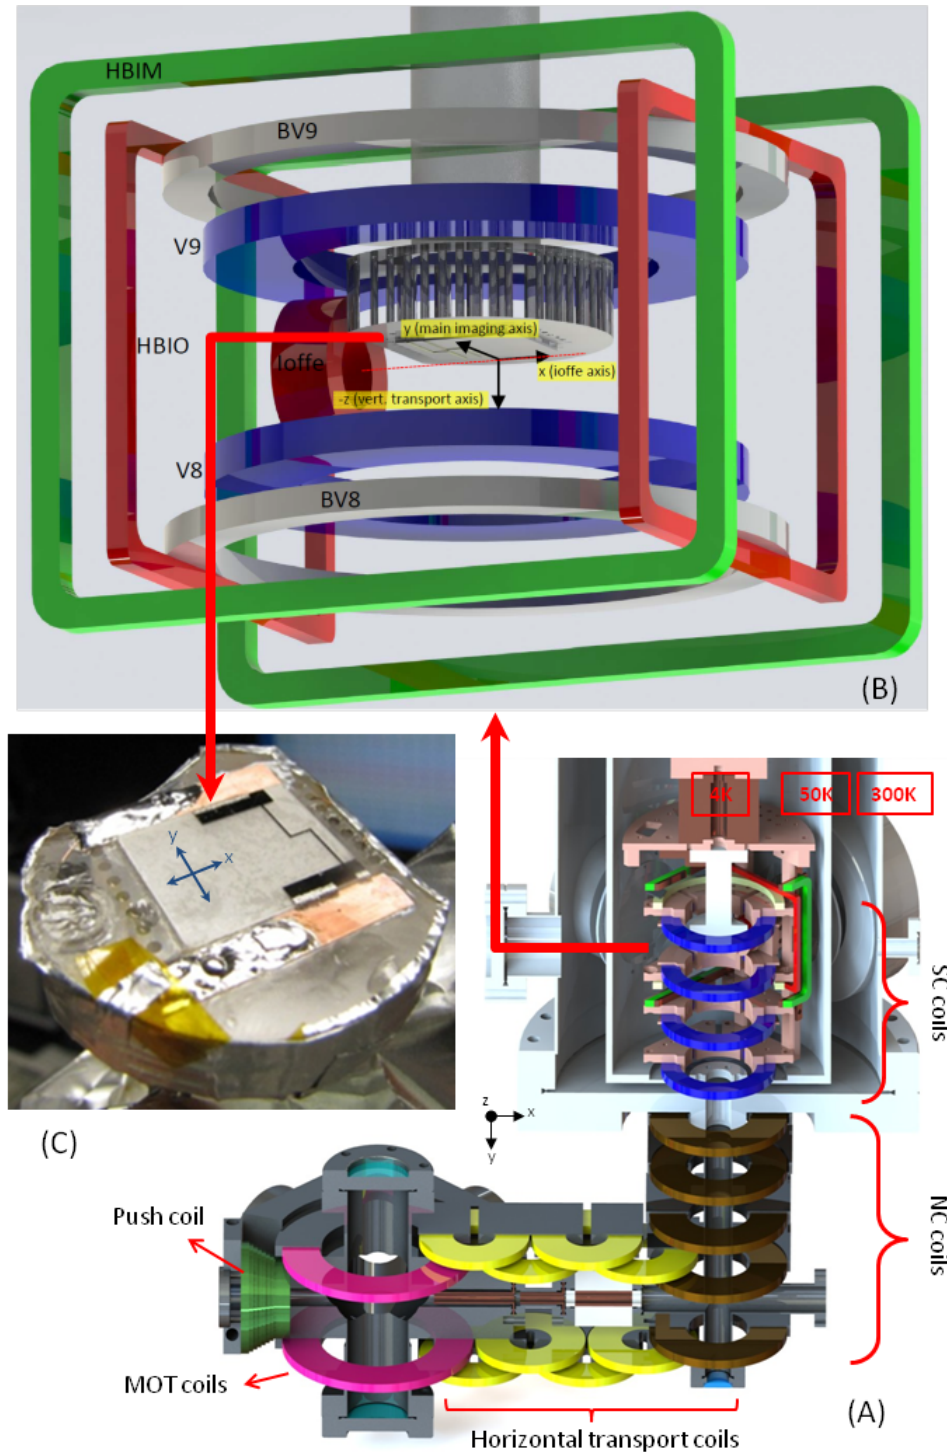 HBIM
BV9
V9
y (main imaging axis)
HBIO
Ioffe
x (ioffe axis)
-z (vert. transport axis)
V8
BV8
(B)
4K
50K
300K
y
x
SC coils
z
x
y
(C)
NC coils
Push coil
MOT coils
(A)
Horizontal transport coils